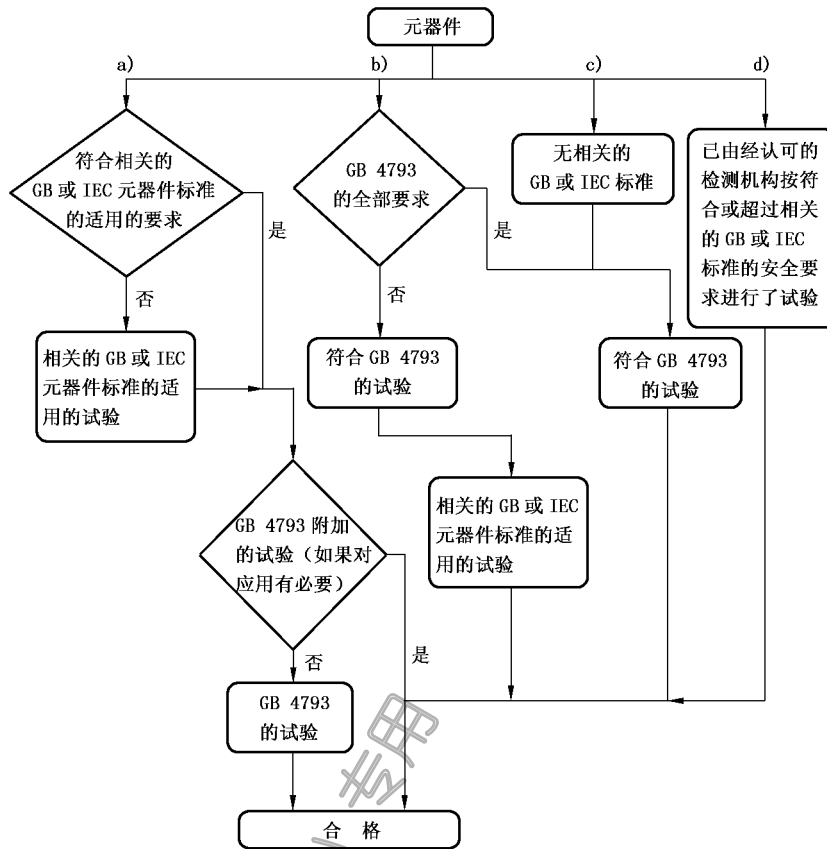 元器件
a)
b)
c)
d)
符合相关的
GB 或 IEC 元器件标准
的适用的要求
是
否
相关的 GB 或 IEC
元器件标准的适
用的试验
GB 4793
的全部要求
是
否
符合 GB 4793
的试验
无相关的
GB 或 IEC 标准
符合 GB 4793
的试验
已由经认可的
检测机构按符
合或超过相关
的 GB 或 IEC
标准的安全要
求进行了试验
相关的 GB 或 IEC
元器件标准的适
用的试验
GB 4793 附加
的试验（如果对
应用有必要）
是
否
GB 4793
的试验
合 格
专用